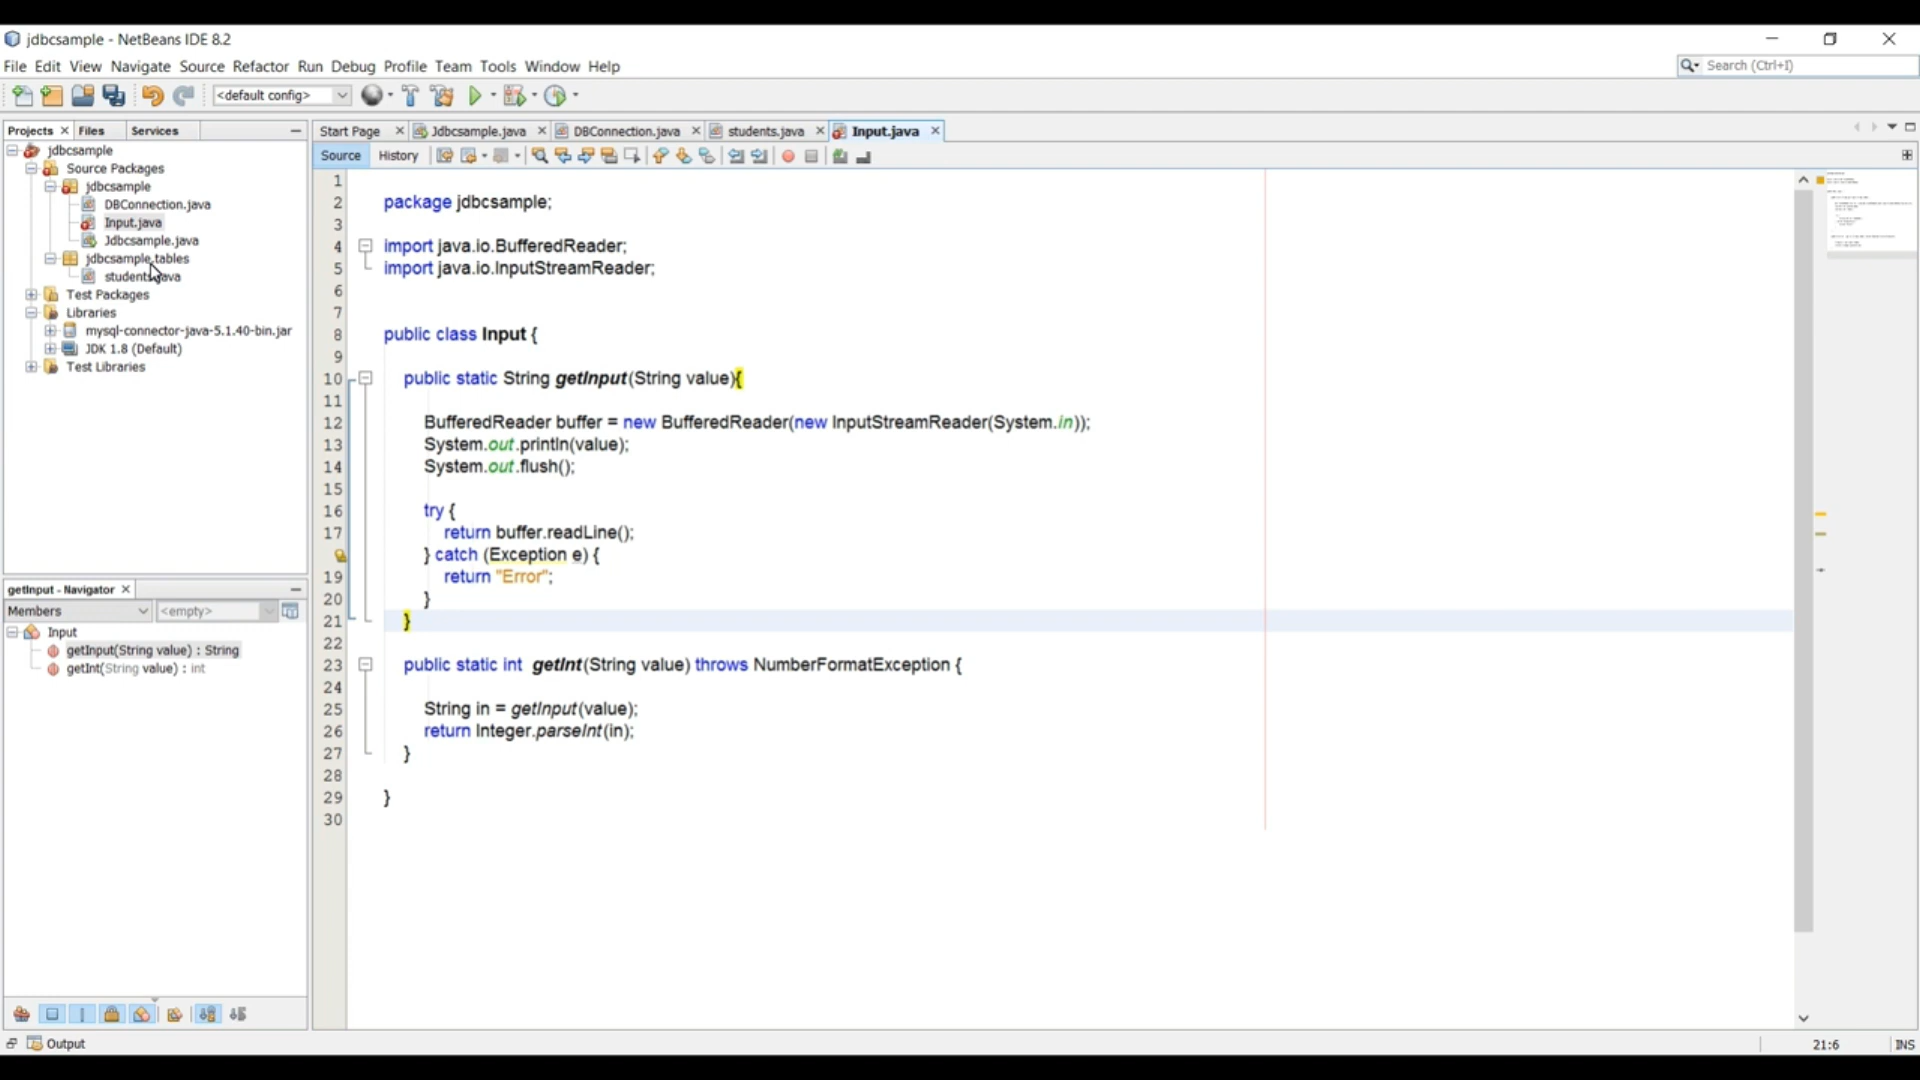 jdbcsample - NetBeans IDE 8.2
File Edit View Navigate Source Refactor Run Debug Profile Team Tools Window Help
Search (Ctrl+I)
<default config>
Projects Files Services
jdbcsample
Source Packages
jdbcsample
DBConnection.java
Input.java
Jdbcsample.java
jdbcsample.tables
students.java
Test Packages
Libraries
mysql-connector-java-5.1.40-bin.jar
JDK 1.8 (Default)
Test Libraries
getInput - Navigator
Members <empty>
Input
getInput(String value) : String
getInt(String value) : int
Start Page Jdbcsample.java DBConnection.java students.java Input.java
Source History
1
2 package jdbcsample;
3
4 import java.io.BufferedReader;
5 import java.io.InputStreamReader;
6
7
8 public class Input {
9
10 public static String getInput(String value){
11
12 BufferedReader buffer = new BufferedReader(new InputStreamReader(System.in));
13 System.out.println(value);
14 System.out.flush();
15
16 try {
17 return buffer.readLine();
} catch (Exception e) {
19 return "Error";
20 }
21 }
22
23 public static int getInt(String value) throws NumberFormatException {
24
25 String in = getInput(value);
26 return Integer.parseInt(in);
27 }
28
29 }
30
Output
21:6 INS